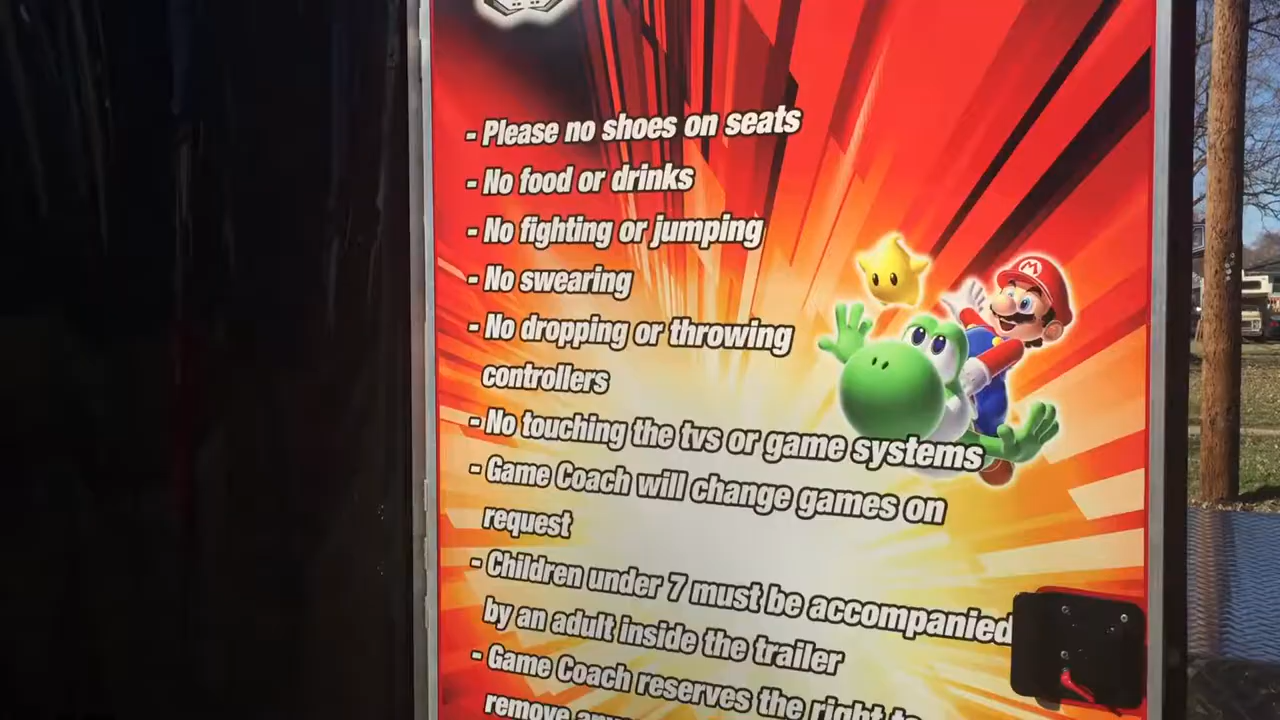 - Please no shoes on seats
- No food or drinks
- No fighting or jumping
- No swearing
- No dropping or throwing
controllers
- No touching the tvs or game systems
- Game Coach will change games on
request
- Children under 7 must be accompanied
by an adult inside the trailer
- Game Coach reserves the right to
remove
M